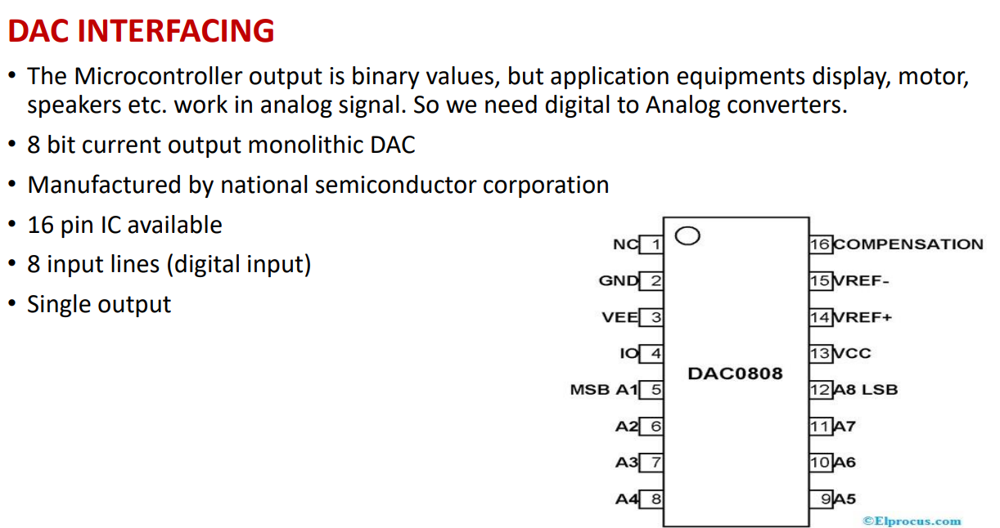 DAC INTERFACING
• The Microcontroller output is binary values, but application equipments display, motor,
speakers etc. work in analog signal. So we need digital to Analog converters.
• 8 bit current output monolithic DAC
• Manufactured by national semiconductor corporation
• 16 pin IC available
• 8 input lines (digital input)
• Single output
NC 1
GND 2
VEE 3
IO 4
MSB A1 5
A2 6
A3 7
A4 8
DAC0808
16 COMPENSATION
15 VREF-
14 VREF+
13 VCC
12 A8 LSB
11 A7
10 A6
9 A5
©Elprocus.com